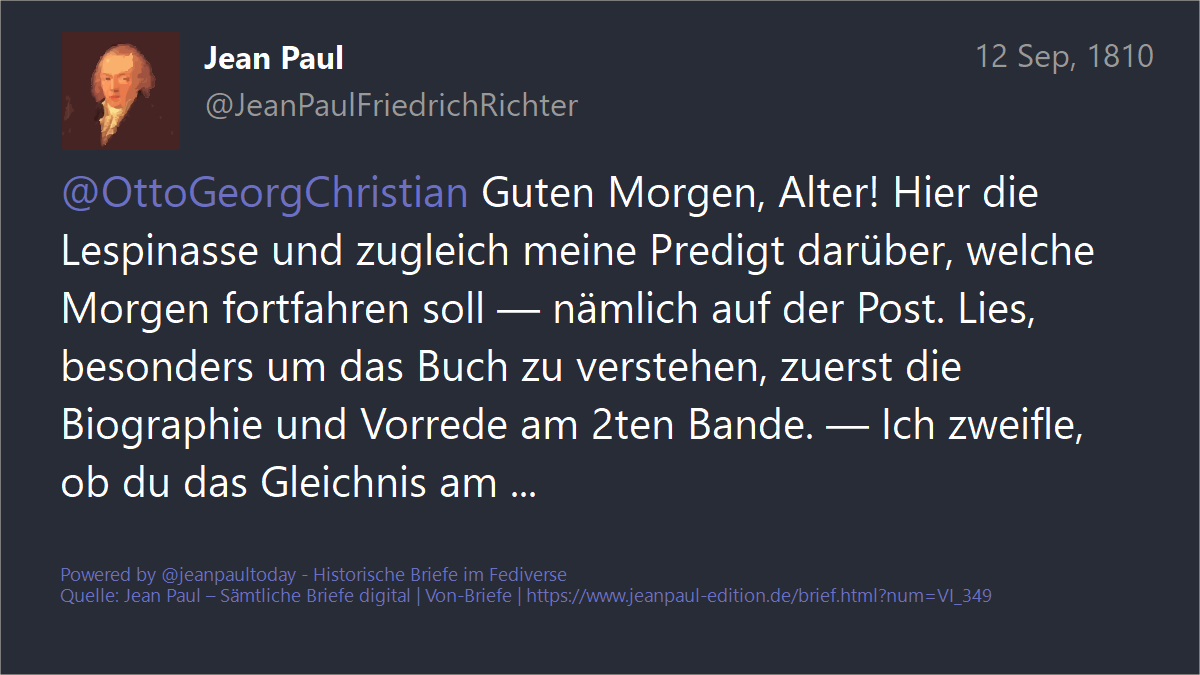 Jean Paul
12 Sep, 1810
@JeanPaulFriedrichRichter
@OttoGeorgChristian Guten Morgen, Alter! Hier die
Lespinasse und zugleich meine Predigt darüber, welche
Morgen fortfahren soll — nämlich auf der Post. Lies,
besonders um das Buch zu verstehen, zuerst die
Biographie und Vorrede am 2ten Bande. — Ich zweifle,
ob du das Gleichnis am ...
Powered by @jeanpaultoday - Historische Briefe im Fediverse
Quelle: Jean Paul – Sämtliche Briefe digital | Von-Briefe | https://www.jeanpaul-edition.de/brief.html?num=VI_349